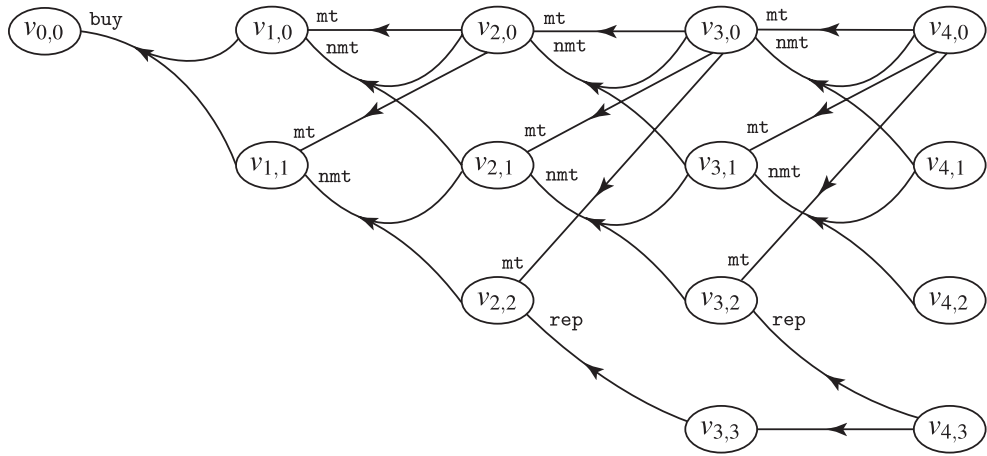 v0,0 buy v1,0 mt v2,0 mt v3,0 mt v4,0
nmt nmt nmt
v1,1 mt v2,1 mt v3,1 mt v4,1
nmt nmt nmt
v2,2 mt v3,2 mt v4,2
rep rep
v3,3 v4,3